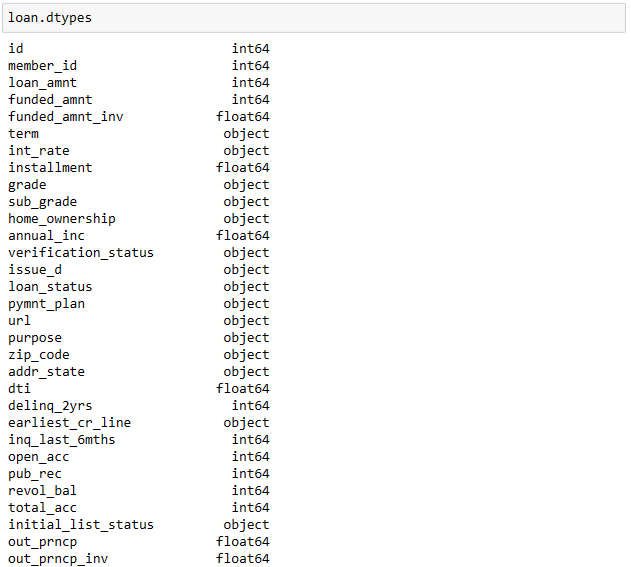 loan.dtypes
id int64
member_id int64
loan_amnt int64
funded_amnt int64
funded_amnt_inv float64
term object
int_rate object
installment float64
grade object
sub_grade object
home_ownership object
annual_inc float64
verification_status object
issue_d object
loan_status object
pymnt_plan object
url object
purpose object
zip_code object
addr_state object
dti float64
delinq_2yrs int64
earliest_cr_line object
inq_last_6mths int64
open_acc int64
pub_rec int64
revol_bal int64
total_acc int64
initial_list_status object
out_prncp float64
out_prncp_inv float64